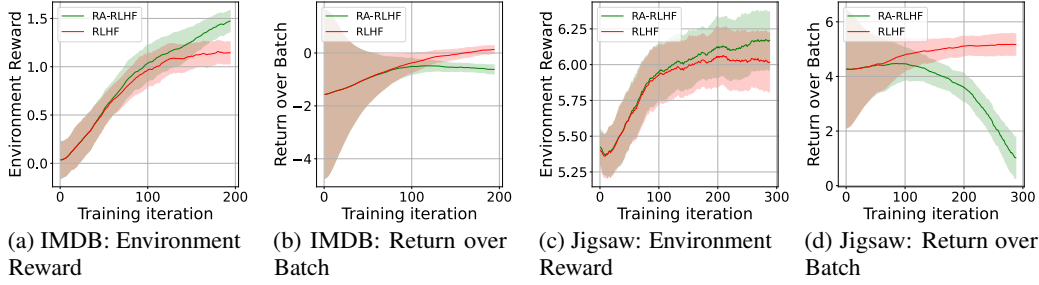 Environment Reward
1.5
1.0
0.5
0.0
RA-RLHF
RLHF
0
100
200
Training iteration
(a) IMDB: Environment
Reward
Return over Batch
0
−2
−4
RA-RLHF
RLHF
0
100
200
Training iteration
(b) IMDB: Return over
Batch
Environment Reward
6.25
6.00
5.75
5.50
5.25
RA-RLHF
RLHF
0
100
200
300
Training iteration
(c) Jigsaw: Environment
Reward
Return over Batch
6
4
2
0
RA-RLHF
RLHF
0
100
200
300
Training iteration
(d) Jigsaw: Return over
Batch